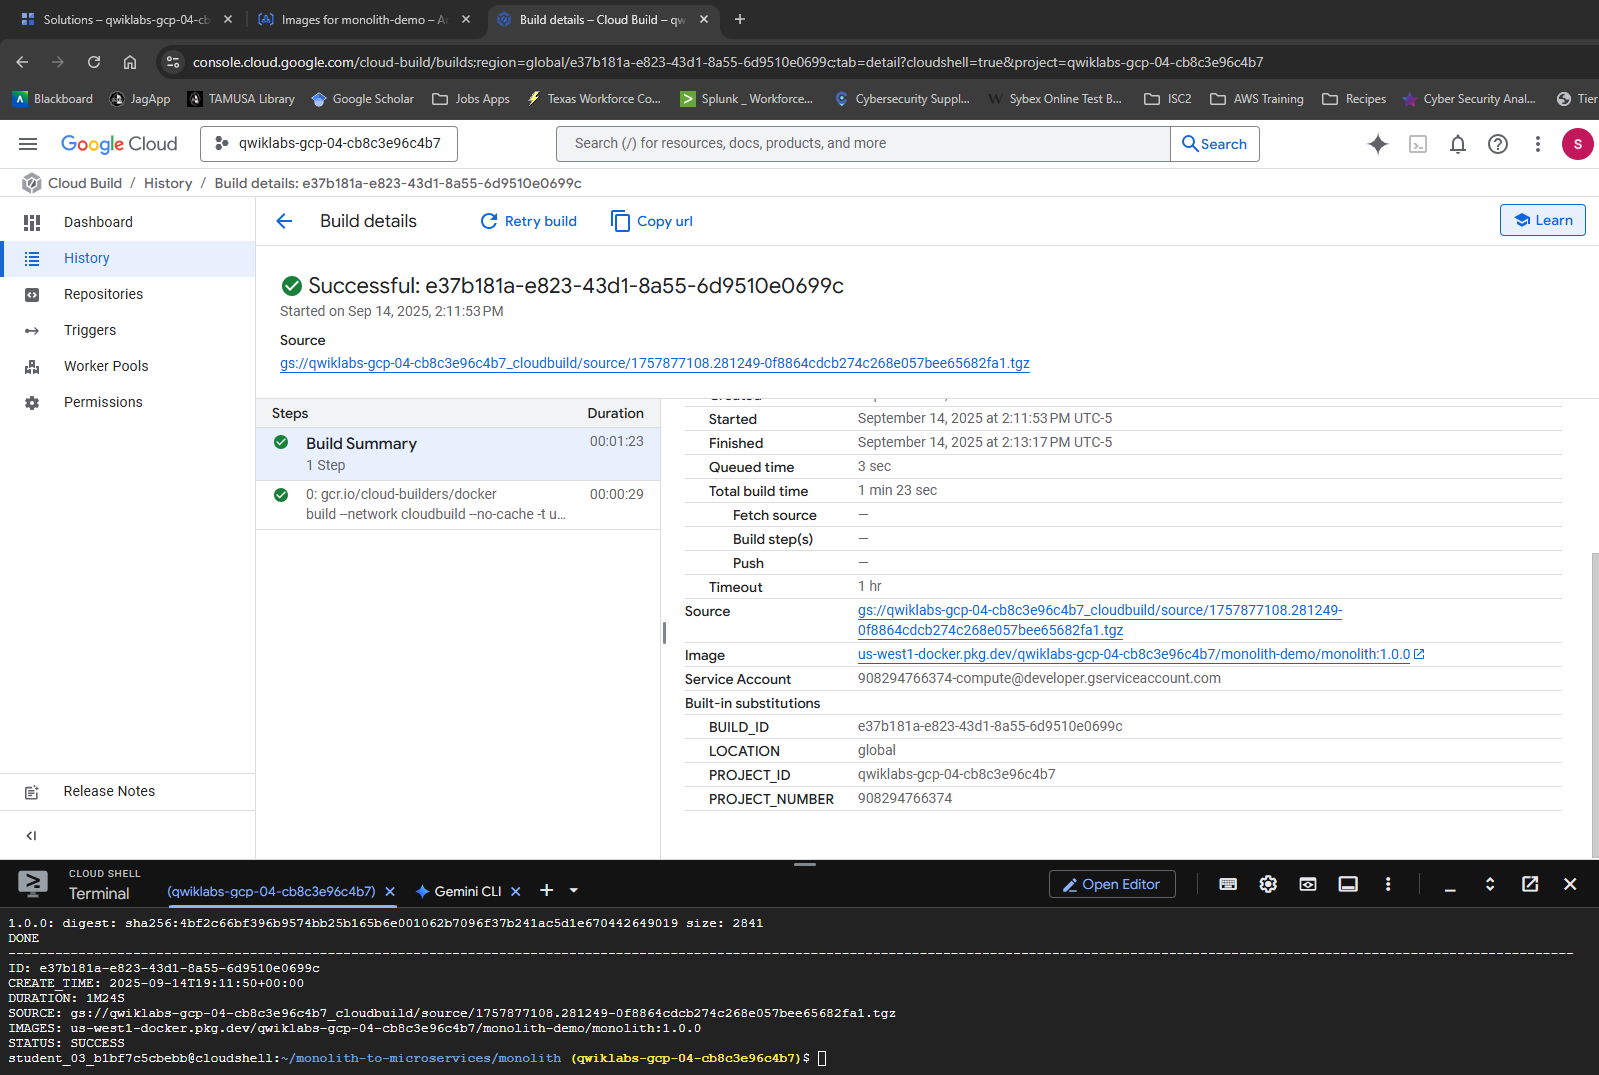 Solutions – qwiklabs-gcp-04-cb
Images for monolith-demo – A
Build details – Cloud Build – qw
console.cloud.google.com/cloud-build/builds;region=global/e37b181a-e823-43d1-8a55-6d9510e0699c;tab=detail?cloudshell=true&project=qwiklabs-gcp-04-cb8c3e96c4b7
Blackboard JagApp TAMUSA Library Google Scholar Jobs Apps Texas Workforce Co... Splunk _ Workforce... Cybersecurity Suppl... Sybex Online Test B... ISC2 AWS Training Recipes Cyber Security Anal... Tier
Google Cloud qwiklabs-gcp-04-cb8c3e96c4b7 Search (/) for resources, docs, products, and more Search S
Cloud Build / History / Build details: e37b181a-e823-43d1-8a55-6d9510e0699c
Dashboard
History
Repositories
Triggers
Worker Pools
Permissions
Release Notes
Build details Retry build Copy url Learn
Successful: e37b181a-e823-43d1-8a55-6d9510e0699c
Started on Sep 14, 2025, 2:11:53 PM
Source
gs://qwiklabs-gcp-04-cb8c3e96c4b7_cloudbuild/source/1757877108.281249-0f8864cdcb274c268e057bee65682fa1.tgz
Steps Duration
Build Summary 00:01:23
1 Step
0: gcr.io/cloud-builders/docker 00:00:29
build --network cloudbuild --no-cache -t u...
Started September 14, 2025 at 2:11:53 PM UTC-5
Finished September 14, 2025 at 2:13:17 PM UTC-5
Queued time 3 sec
Total build time 1 min 23 sec
Fetch source —
Build step(s) —
Push —
Timeout 1 hr
Source gs://qwiklabs-gcp-04-cb8c3e96c4b7_cloudbuild/source/1757877108.281249-
0f8864cdcb274c268e057bee65682fa1.tgz
Image us-west1-docker.pkg.dev/qwiklabs-gcp-04-cb8c3e96c4b7/monolith-demo/monolith:1.0.0
Service Account 908294766374-compute@developer.gserviceaccount.com
Built-in substitutions
BUILD_ID e37b181a-e823-43d1-8a55-6d9510e0699c
LOCATION global
PROJECT_ID qwiklabs-gcp-04-cb8c3e96c4b7
PROJECT_NUMBER 908294766374
CLOUD SHELL
Terminal (qwiklabs-gcp-04-cb8c3e96c4b7) Gemini CLI Open Editor
1.0.0: digest: sha256:4bf2c66bf396b9574bb25b165b6e001062b7096f37b241ac5d1e670442649019 size: 2841
DONE
ID: e37b181a-e823-43d1-8a55-6d9510e0699c
CREATE_TIME: 2025-09-14T19:11:50+00:00
DURATION: 1M24S
SOURCE: gs://qwiklabs-gcp-04-cb8c3e96c4b7_cloudbuild/source/1757877108.281249-0f8864cdcb274c268e057bee65682fa1.tgz
IMAGES: us-west1-docker.pkg.dev/qwiklabs-gcp-04-cb8c3e96c4b7/monolith-demo/monolith:1.0.0
STATUS: SUCCESS
student_03_b1bf7c5cbebb@cloudshell:~/monolith-to-microservices/monolith (qwiklabs-gcp-04-cb8c3e96c4b7)$